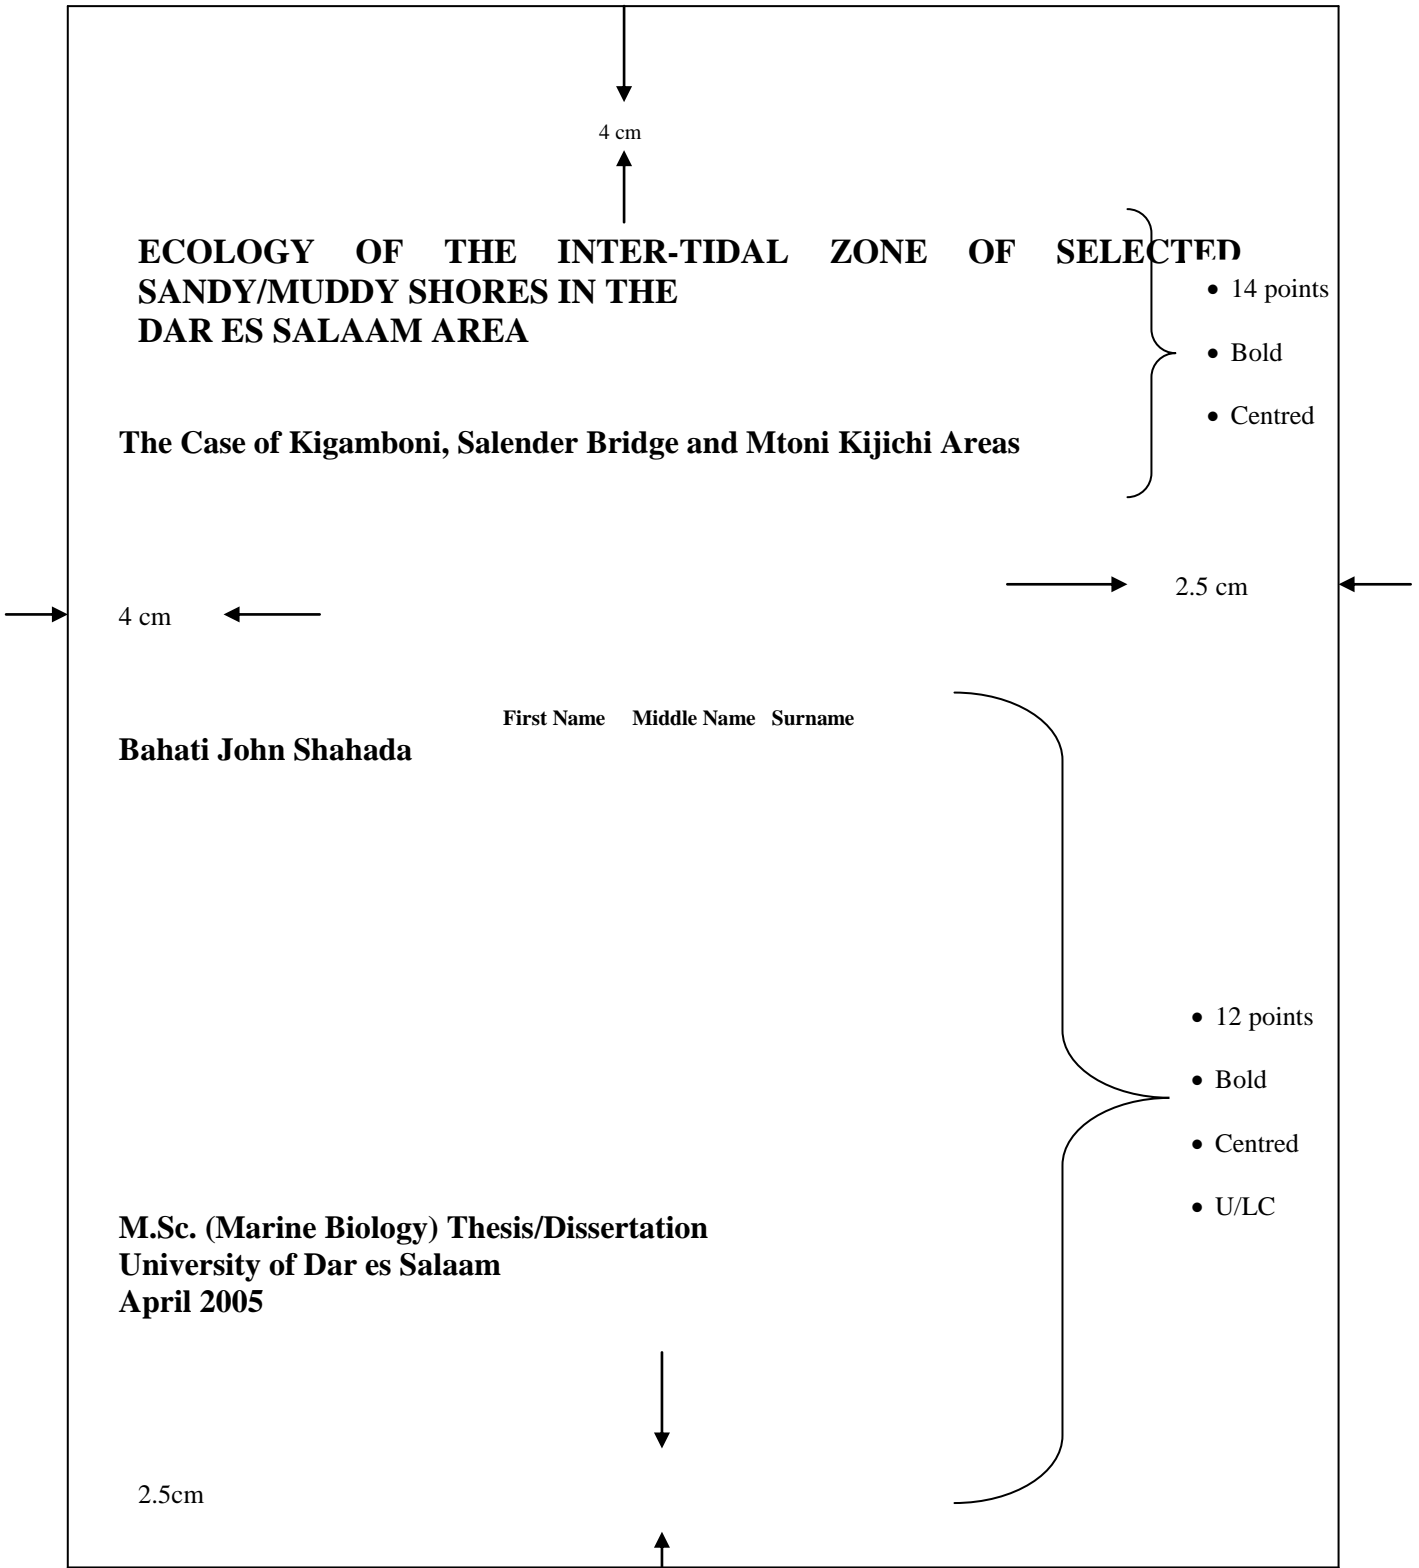 4 cm
ECOLOGY OF THE INTER-TIDAL ZONE OF SELECTED
SANDY/MUDDY SHORES IN THE
DAR ES SALAAM AREA
• 14 points
• Bold
• Centred
The Case of Kigamboni, Salender Bridge and Mtoni Kijichi Areas
2.5 cm
4 cm
First Name Middle Name Surname
Bahati John Shahada
• 12 points
• Bold
• Centred
• U/LC
M.Sc. (Marine Biology) Thesis/Dissertation
University of Dar es Salaam
April 2005
2.5cm